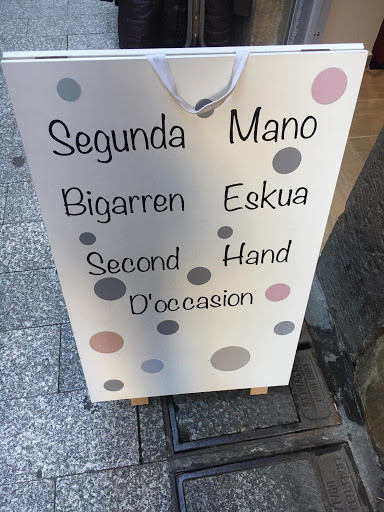 Segunda Mano
Bigarren Eskua
Second Hand
D'occasion